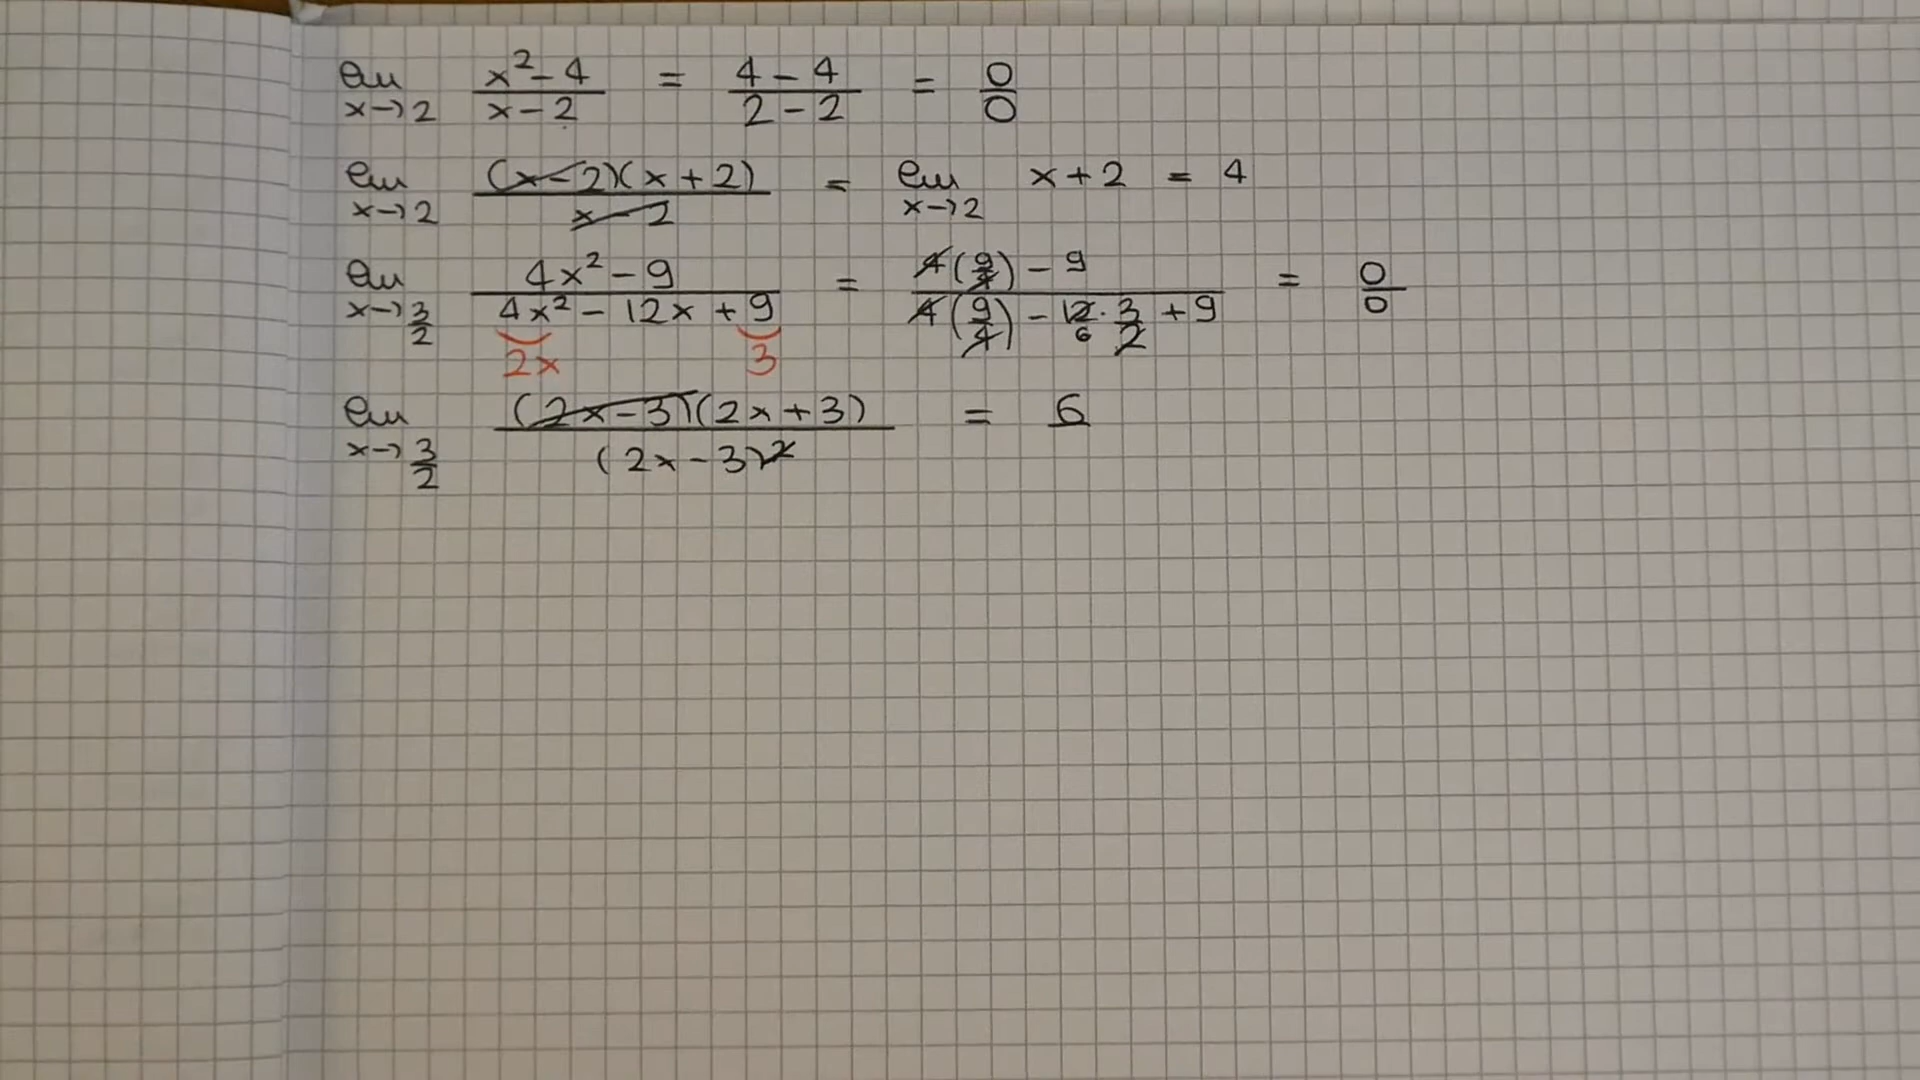 lim x→2 (x² - 4)/(x - 2) = (4 - 4)/(2 - 2) = 0/0
lim x→2 ((x - 2)(x + 2))/(x - 2) = lim x→2 x + 2 = 4
lim x→3/2 (4x² - 9)/(4x² - 12x + 9) = (4(9/4) - 9)/(4(9/4) - 12 · 3/2 + 9) = 0/0
6
2x 3
lim x→3/2 ((2x - 3)(2x + 3))/(2x - 3)² = 6